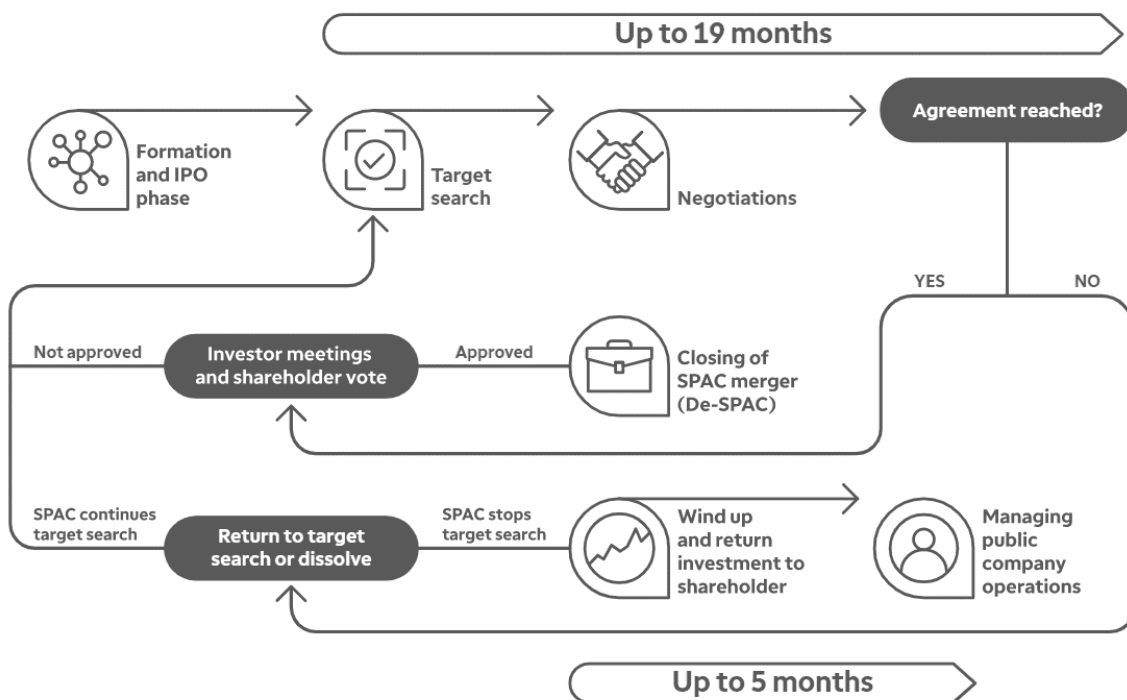 Up to 19 months
Formation
and IPO
phase
Target
search
Negotiations
Agreement reached?
YES
NO
Not approved
Investor meetings
and shareholder vote
Approved
Closing of
SPAC merger
(De-SPAC)
SPAC continues
target search
Return to target
search or dissolve
SPAC stops
target search
Wind up
and return
investment to
shareholder
Managing
public
company
operations
Up to 5 months